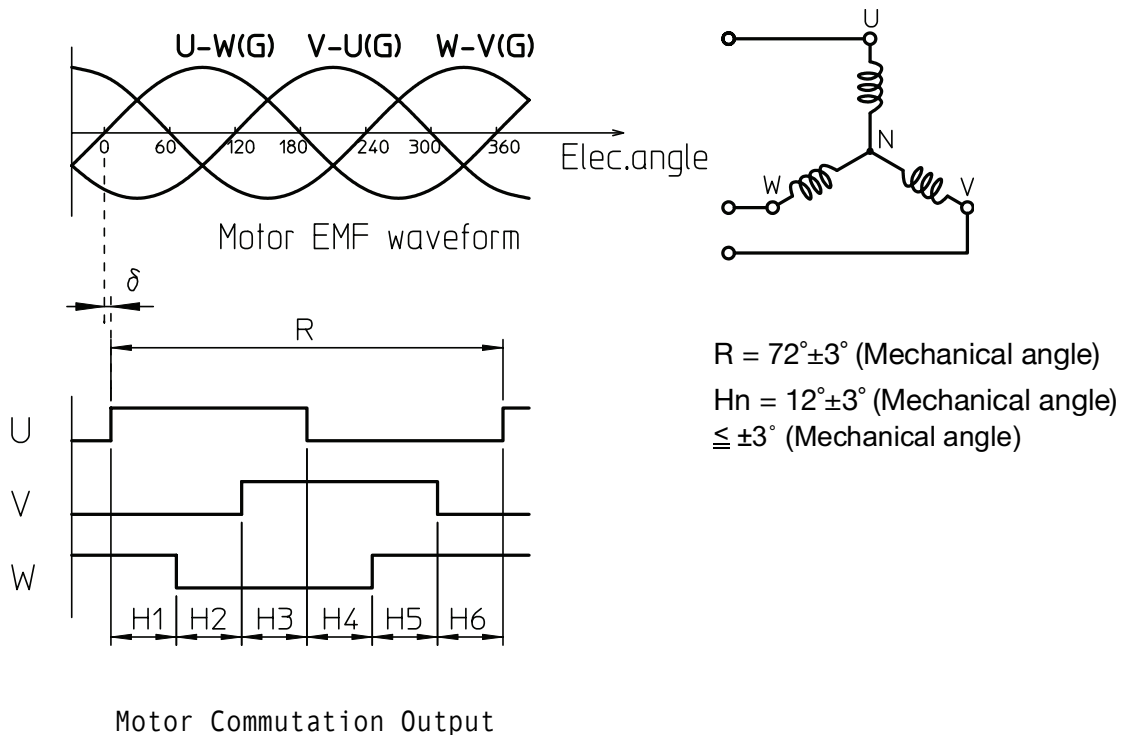 U-W(G) V-U(G) W-V(G)
0 60 120 180 240 300 360
Elec.angle
Motor EMF waveform
U
N
W
V
δ
R
U
V
W
H1 H2 H3 H4 H5 H6
Motor Commutation Output
R = 72°±3° (Mechanical angle)
Hn = 12°±3° (Mechanical angle)
≦ ±3° (Mechanical angle)